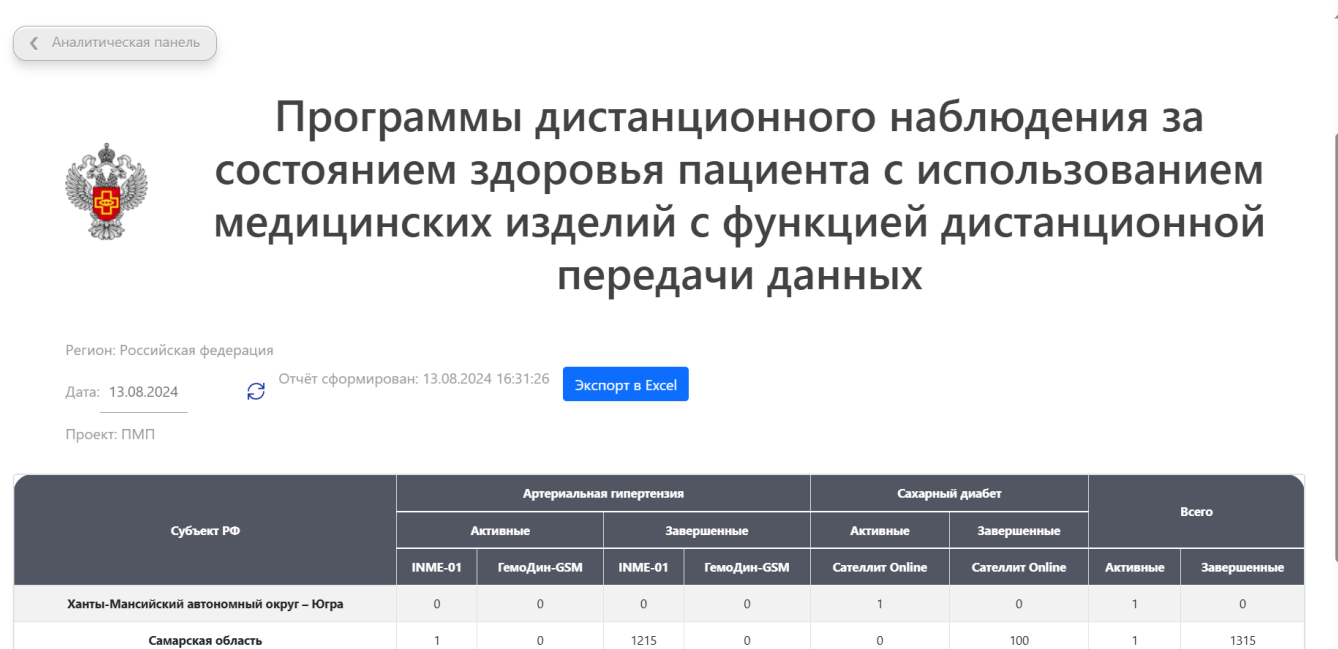 Аналитическая панель
Программы дистанционного наблюдения за
состоянием здоровья пациента с использованием
медицинских изделий с функцией дистанционной
передачи данных
Регион: Российская федерация
Дата: 13.08.2024 Отчёт сформирован: 13.08.2024 16:31:26 Экспорт в Excel
Проект: ПМП
Субъект РФ Артериальная гипертензия Сахарный диабет Всего
Активные Завершенные Активные Завершенные
INME-01 ГемоДин-GSM INME-01 ГемоДин-GSM Сателлит Online Сателлит Online Активные Завершенные
Ханты-Мансийский автономный округ – Югра 0 0 0 0 1 0 1 0
Самарская область 1 0 1215 0 0 100 1 1315